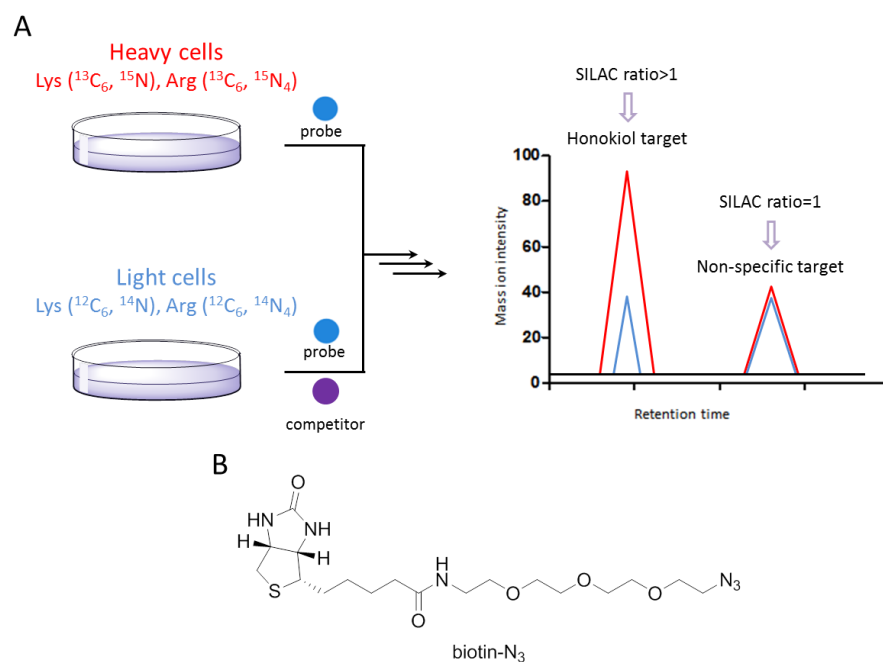 A
Heavy cells
Lys (¹³C₆, ¹⁵N), Arg (¹³C₆, ¹⁵N₄)
probe
Light cells
Lys (¹²C₆, ¹⁴N), Arg (¹²C₆, ¹⁴N₄)
probe
competitor
SILAC ratio>1
Honokiol target
SILAC ratio=1
Non-specific target
Mass ion intensity
100
80
60
40
20
0
Retention time
B
O
HN
NH
H
H
S
O
H
N
O
O
O
N₃
biotin-N₃